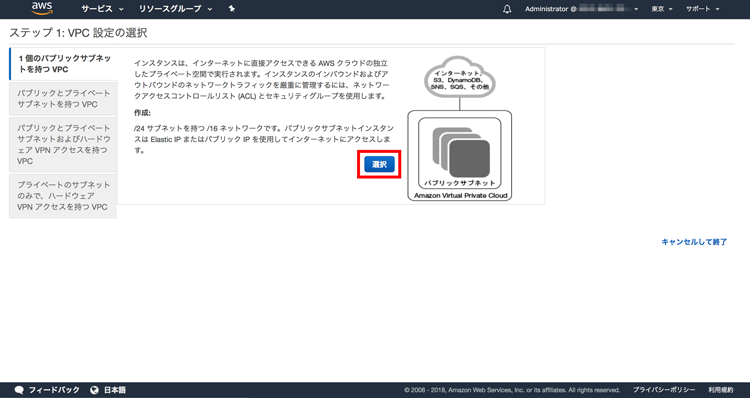 aws
サービス
リソースグループ
Administrator @
東京
サポート
ステップ 1: VPC 設定の選択
1 個のパブリックサブネッ
トを持つ VPC
パブリックとプライベート
サブネットを持つ VPC
パブリックとプライベート
サブネットおよびハードウ
ェア VPN アクセスを持つ
VPC
プライベートのサブネット
のみで、ハードウェア
VPN アクセスを持つ VPC
インスタンスは、インターネットに直接アクセスできる AWS クラウドの独立
したプライベート空間で実行されます。インスタンスのインバウンドおよびア
ウトバウンドのネットワークトラフィックを厳重に管理するには、ネットワー
クアクセスコントロールリスト (ACL) とセキュリティグループを使用します。
作成:
/24 サブネットを持つ /16 ネットワークです。パブリックサブネットインスタン
スは Elastic IP またはパブリック IP を使用してインターネットにアクセスしま
す。
選択
インターネット、
S3, DynamoDB,
SNS, SQS, その他
パブリックサブネット
Amazon Virtual Private Cloud
キャンセルして終了
フィードバック
日本語
© 2008 - 2018, Amazon Web Services, Inc. or its affiliates. All rights reserved.
プライバシーポリシー
利用規約